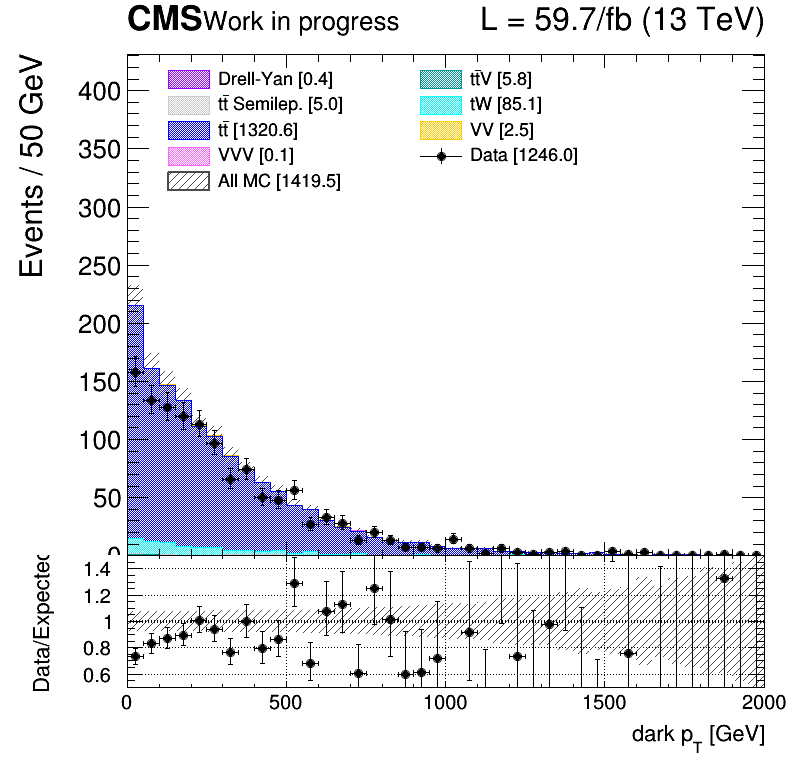 CMS Work in progress L = 59.7/fb (13 TeV)
Events / 50 GeV
400
350
300
250
200
150
100
50
0
Drell-Yan [0.4]
tt̄ Semilep. [5.0]
tt̄ [1320.6]
VVV [0.1]
All MC [1419.5]
tt̄V [5.8]
tW [85.1]
VV [2.5]
Data [1246.0]
Data/Expected
1.4
1.2
1
0.8
0.6
0 500 1000 1500 2000
dark p_T [GeV]